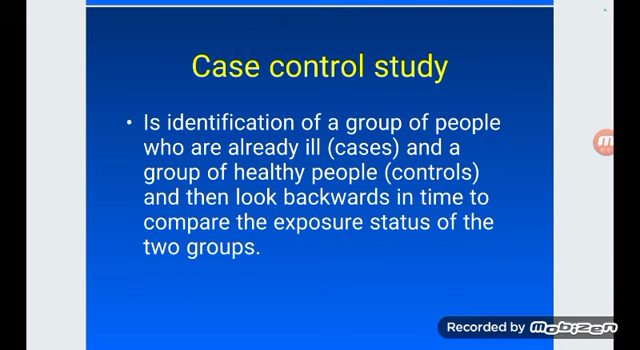 Case control study
• Is identification of a group of people
who are already ill (cases) and a
group of healthy people (controls)
and then look backwards in time to
compare the exposure status of the
two groups.
Recorded by mobizen